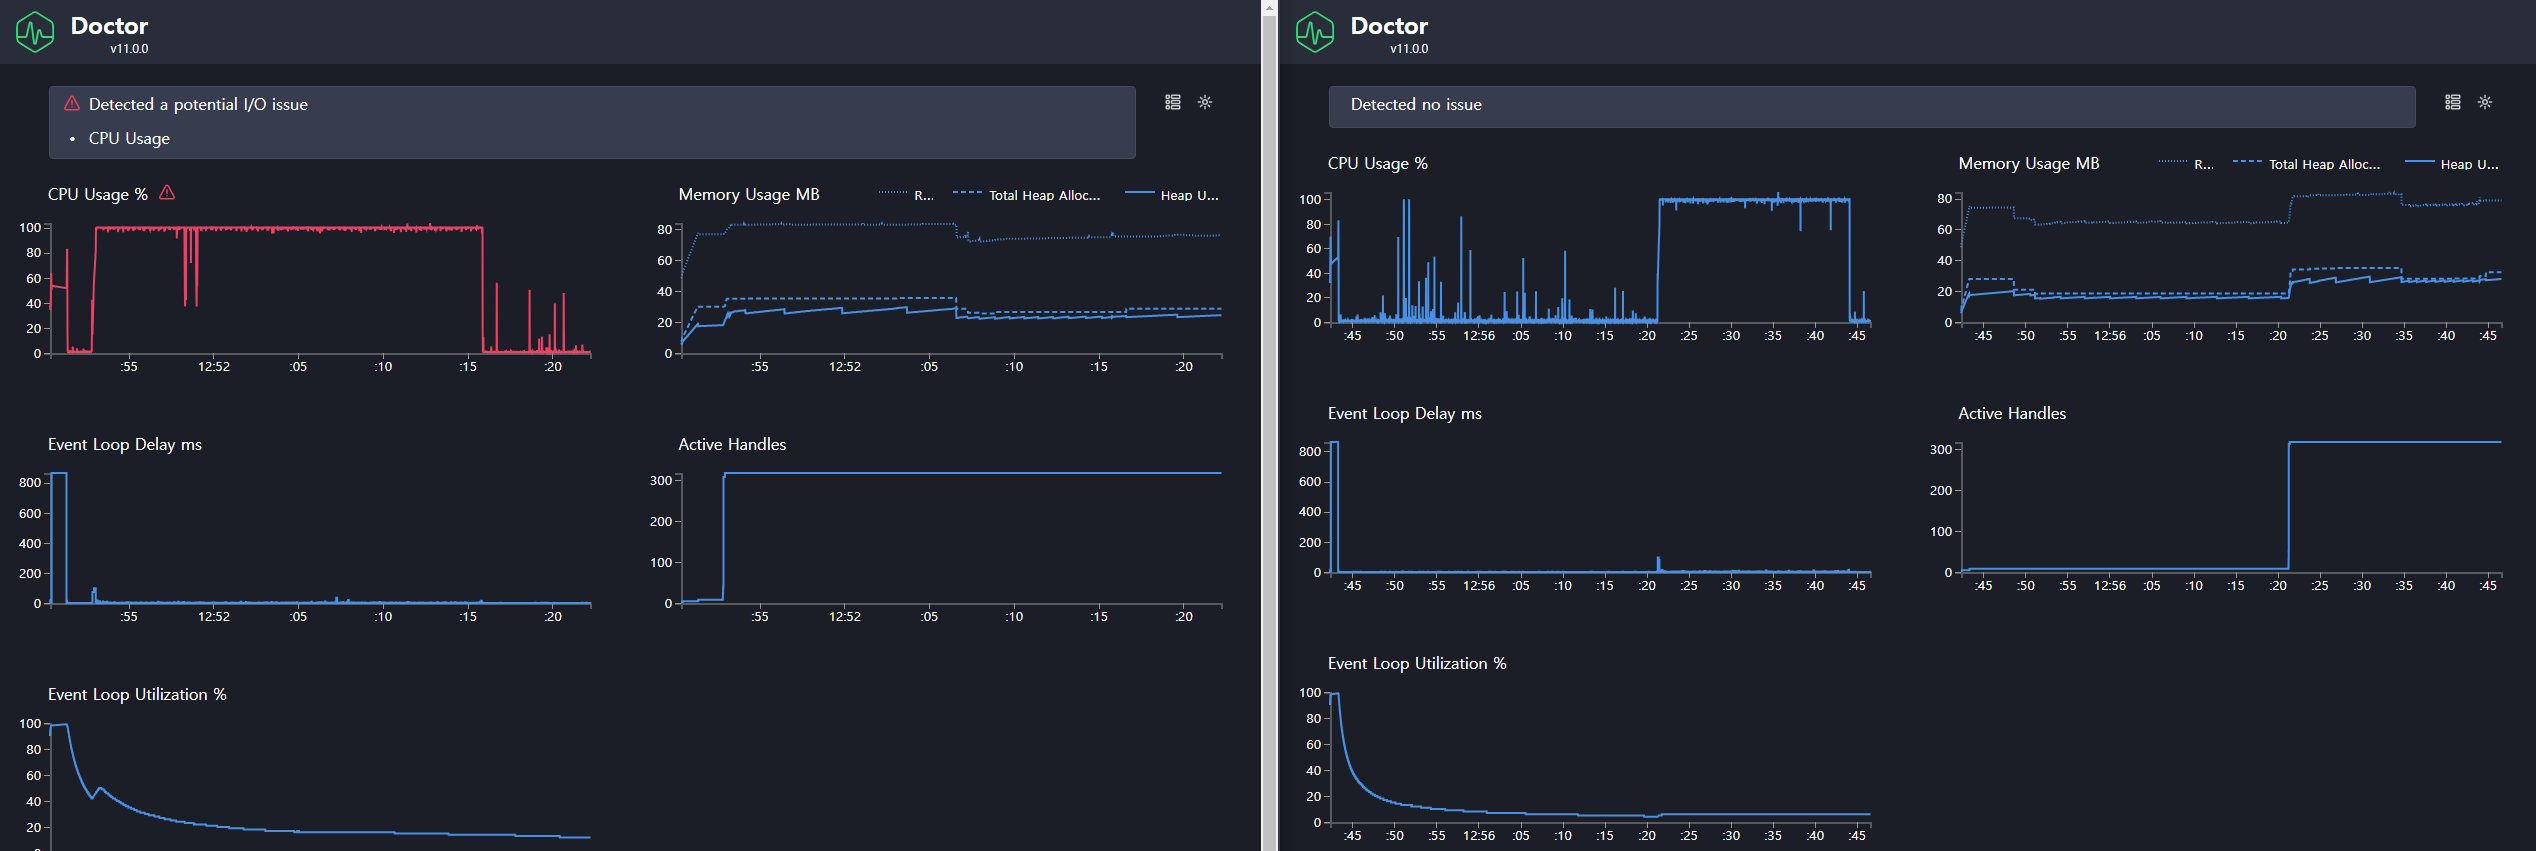 Doctor
v11.0.0
Detected a potential I/O issue
• CPU Usage
CPU Usage %
100
80
60
40
20
0
:55 12:52 :05 :10 :15 :20
Memory Usage MB
R... Total Heap Alloc... Heap U...
80
60
40
20
0
:55 12:52 :05 :10 :15 :20
Event Loop Delay ms
800
600
400
200
0
:55 12:52 :05 :10 :15 :20
Active Handles
300
200
100
0
:55 12:52 :05 :10 :15 :20
Event Loop Utilization %
100
80
60
40
20
Doctor
v11.0.0
Detected no issue
CPU Usage %
100
80
60
40
20
0
:45 :50 :55 12:56 :05 :10 :15 :20 :25 :30 :35 :40 :45
Memory Usage MB
R... Total Heap Alloc... Heap U...
80
60
40
20
0
:45 :50 :55 12:56 :05 :10 :15 :20 :25 :30 :35 :40 :45
Event Loop Delay ms
800
600
400
200
0
:45 :50 :55 12:56 :05 :10 :15 :20 :25 :30 :35 :40 :45
Active Handles
300
200
100
0
:45 :50 :55 12:56 :05 :10 :15 :20 :25 :30 :35 :40 :45
Event Loop Utilization %
100
80
60
40
20
0
:45 :50 :55 12:56 :05 :10 :15 :20 :25 :30 :35 :40 :45